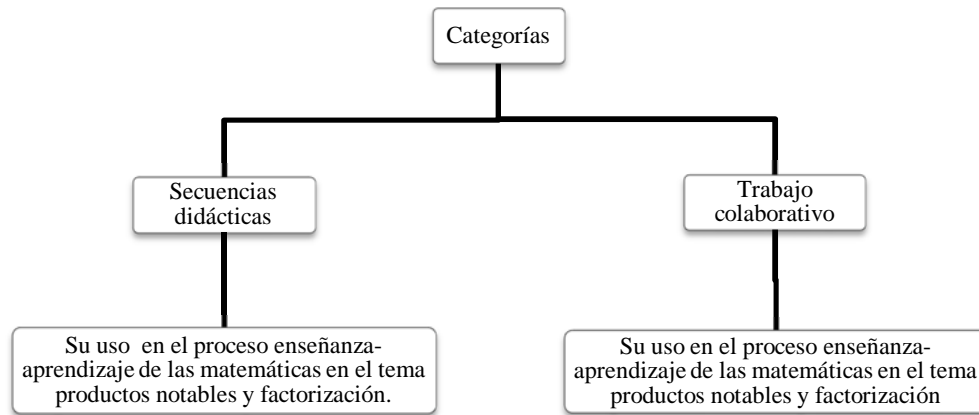 Categorías
Secuencias
didácticas
Trabajo
colaborativo
Su uso  en el proceso enseñanza-
aprendizaje de las matemáticas en el tema
productos notables y factorización.
Su uso en el proceso enseñanza-
aprendizaje de las matemáticas en el tema
productos notables y factorización